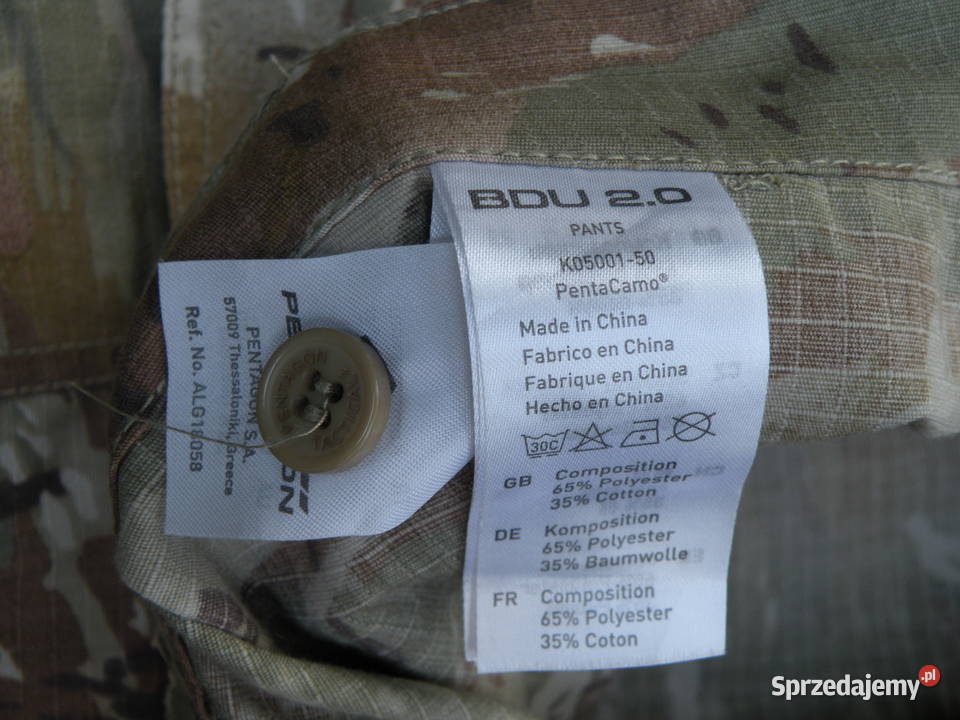 BDU 2.0
PANTS
K05001-50
PentaCamo®
Made in China
Fabrico en China
Fabrique en China
Hecho en China
30C
GB Composition
65% Polyester
35% Cotton
DE Komposition
65% Polyester
35% Baumwolle
FR Composition
65% Polyester
35% Coton
PENTAGON S.A.
57009 Thessaloniki, Greece
Ref. No.
Sprzedajemy.pl